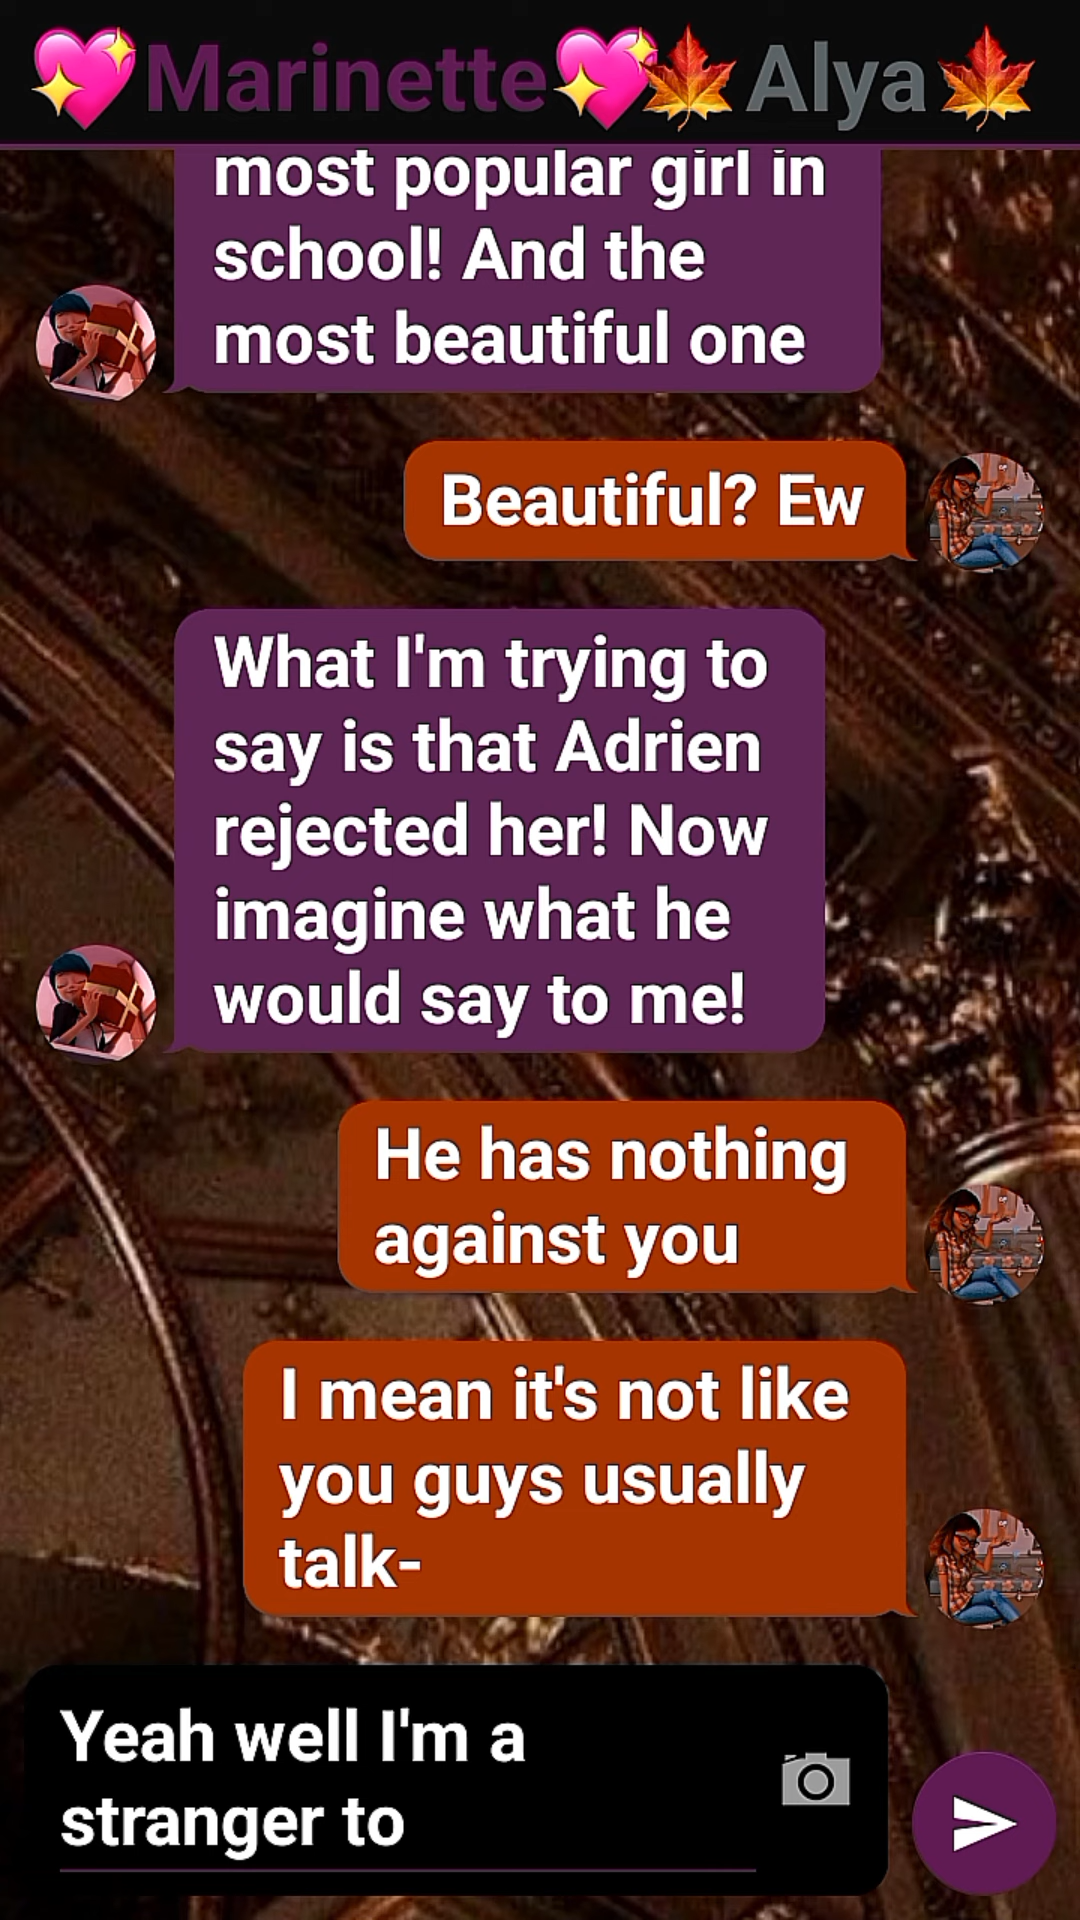 💖Marinette💖🍁Alya🍁
most popular girl in
school! And the
most beautiful one
Beautiful? Ew
What I'm trying to
say is that Adrien
rejected her! Now
imagine what he
would say to me!
He has nothing
against you
I mean it's not like
you guys usually
talk-
Yeah well I'm a
stranger to